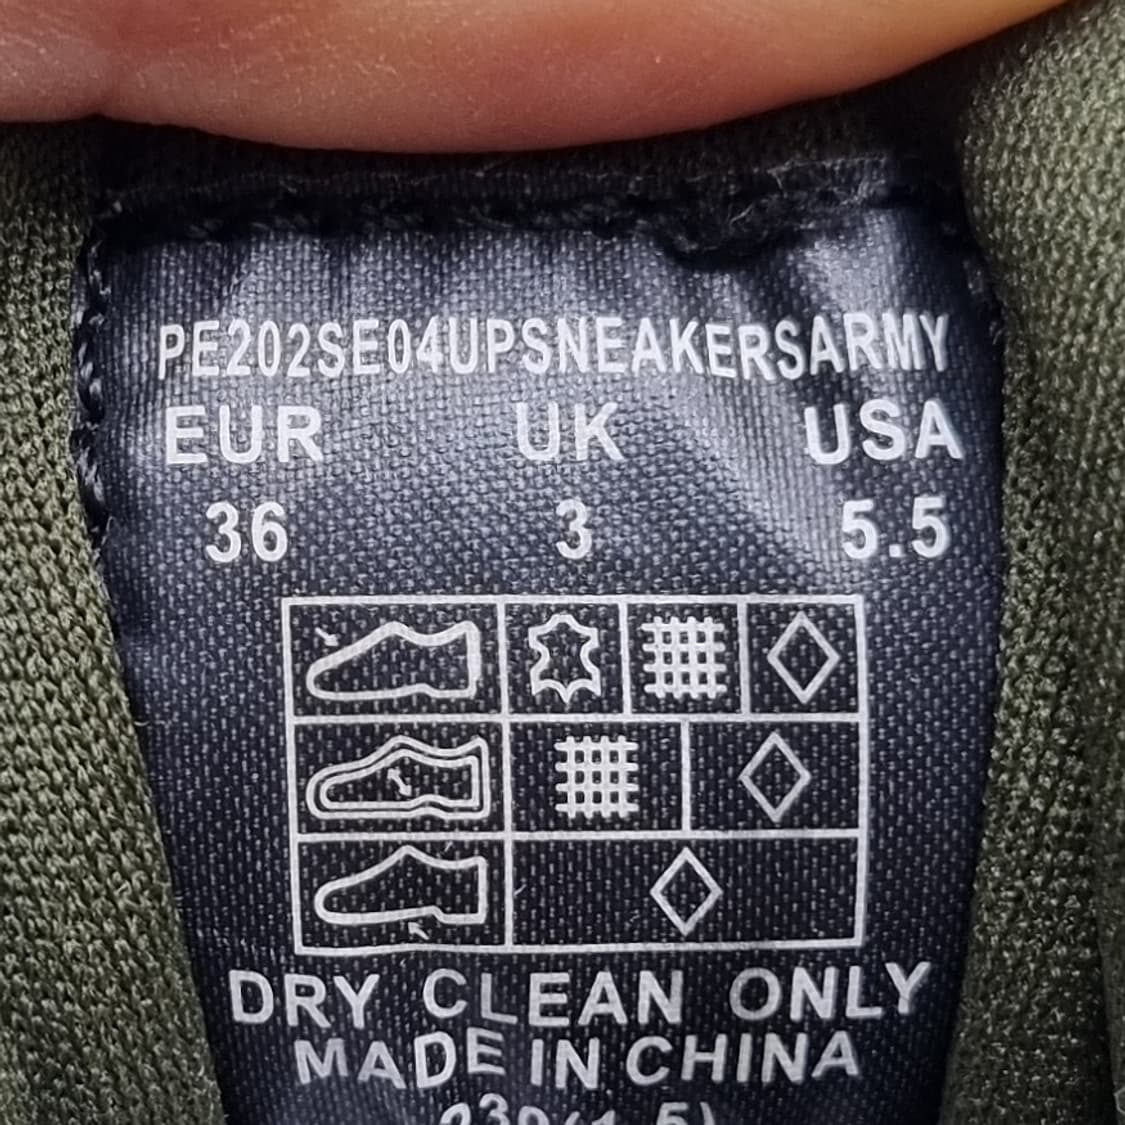 PE202SE04UPSNEAKERSARMY
EUR UK USA
36 3 5.5
DRY CLEAN ONLY
MADE IN CHINA